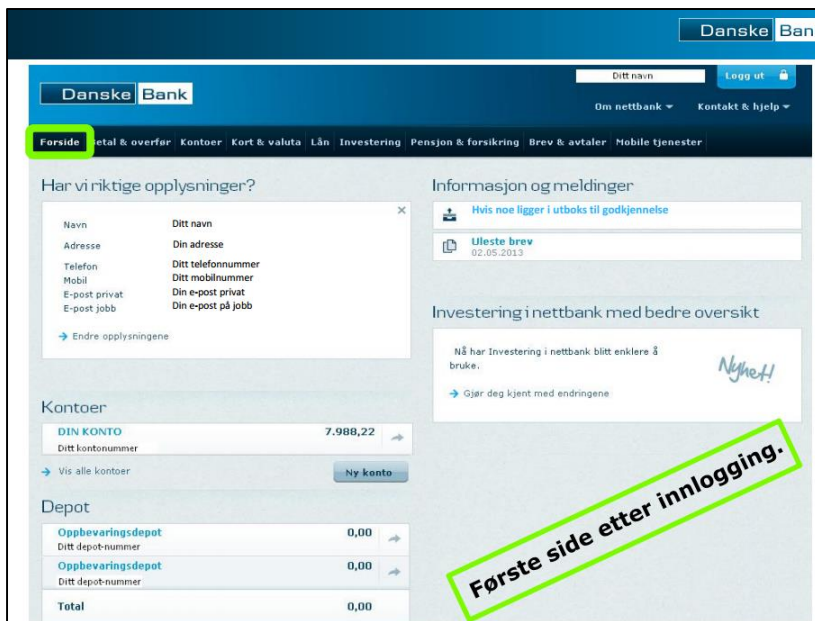 Danske Ban
Danske Bank
Ditt navn
Logg ut
Om nettbank
Kontakt & hjelp
Forside etal & overfør Kontoer Kort & valuta Lån Investering Pensjon & forsikring Brev & avtaler Mobile tjenester
Har vi riktige opplysninger?
Navn Ditt navn
Adresse Din adresse
Telefon Ditt telefonnummer
Mobil Ditt mobilnummer
E-post privat Din e-post privat
E-post jobb Din e-post på jobb
Endre opplysningene
Kontoer
DIN KONTO 7.988,22
Ditt kontonummer
Vis alle kontoer
Ny konto
Depot
Oppbevaringsdepot 0,00
Ditt depot-nummer
Oppbevaringsdepot 0,00
Ditt depot-nummer
Total 0,00
Informasjon og meldinger
Hvis noe ligger i utboks til godkjennelse
Uleste brev
02.05.2013
Investering i nettbank med bedre oversikt
Nå har Investering i nettbank blitt enklere å
bruke.
Nyhet!
Gjør deg kjent med endringene
Første side etter innlogging.